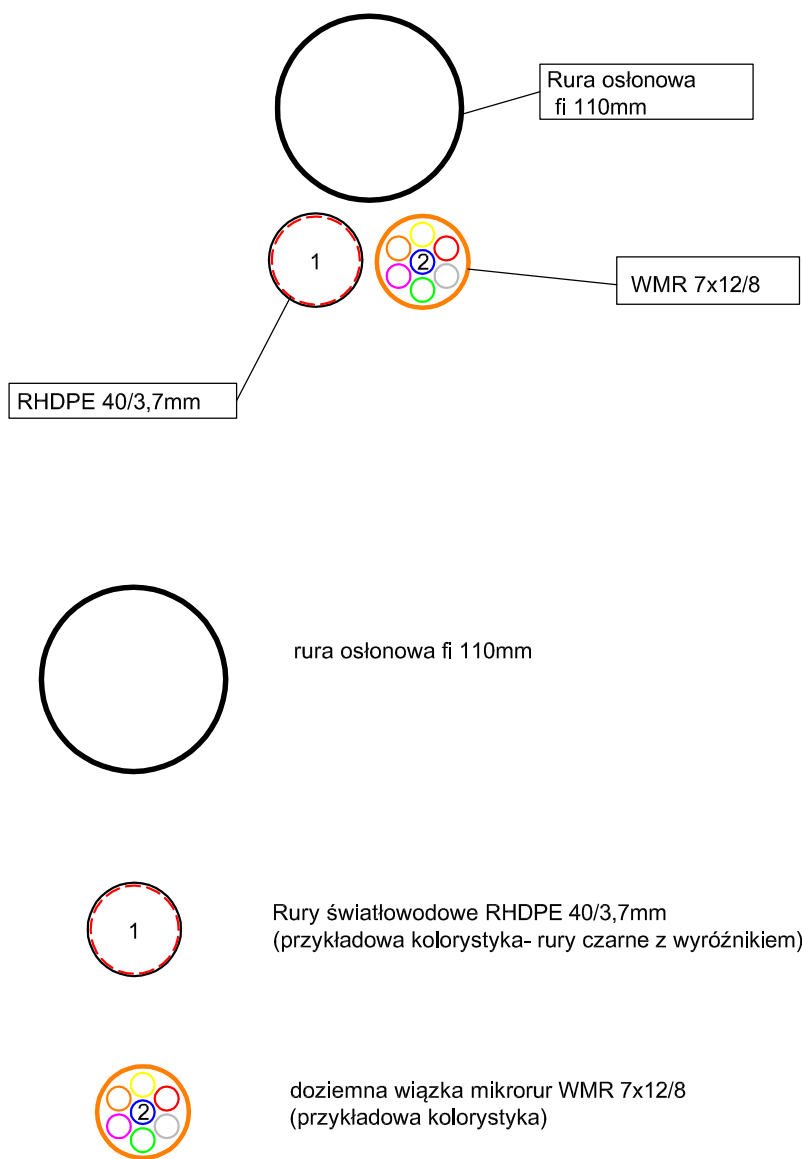 Rura osłonowa
fi 110mm
1
2
WMR 7x12/8
RHDPE 40/3,7mm
rura osłonowa fi 110mm
1
Rury światłowodowe RHDPE 40/3,7mm
(przykładowa kolorystyka- rury czarne z wyróźnikiem)
2
doziemna wiązka mikrorur WMR 7x12/8
(przykładowa kolorystyka)